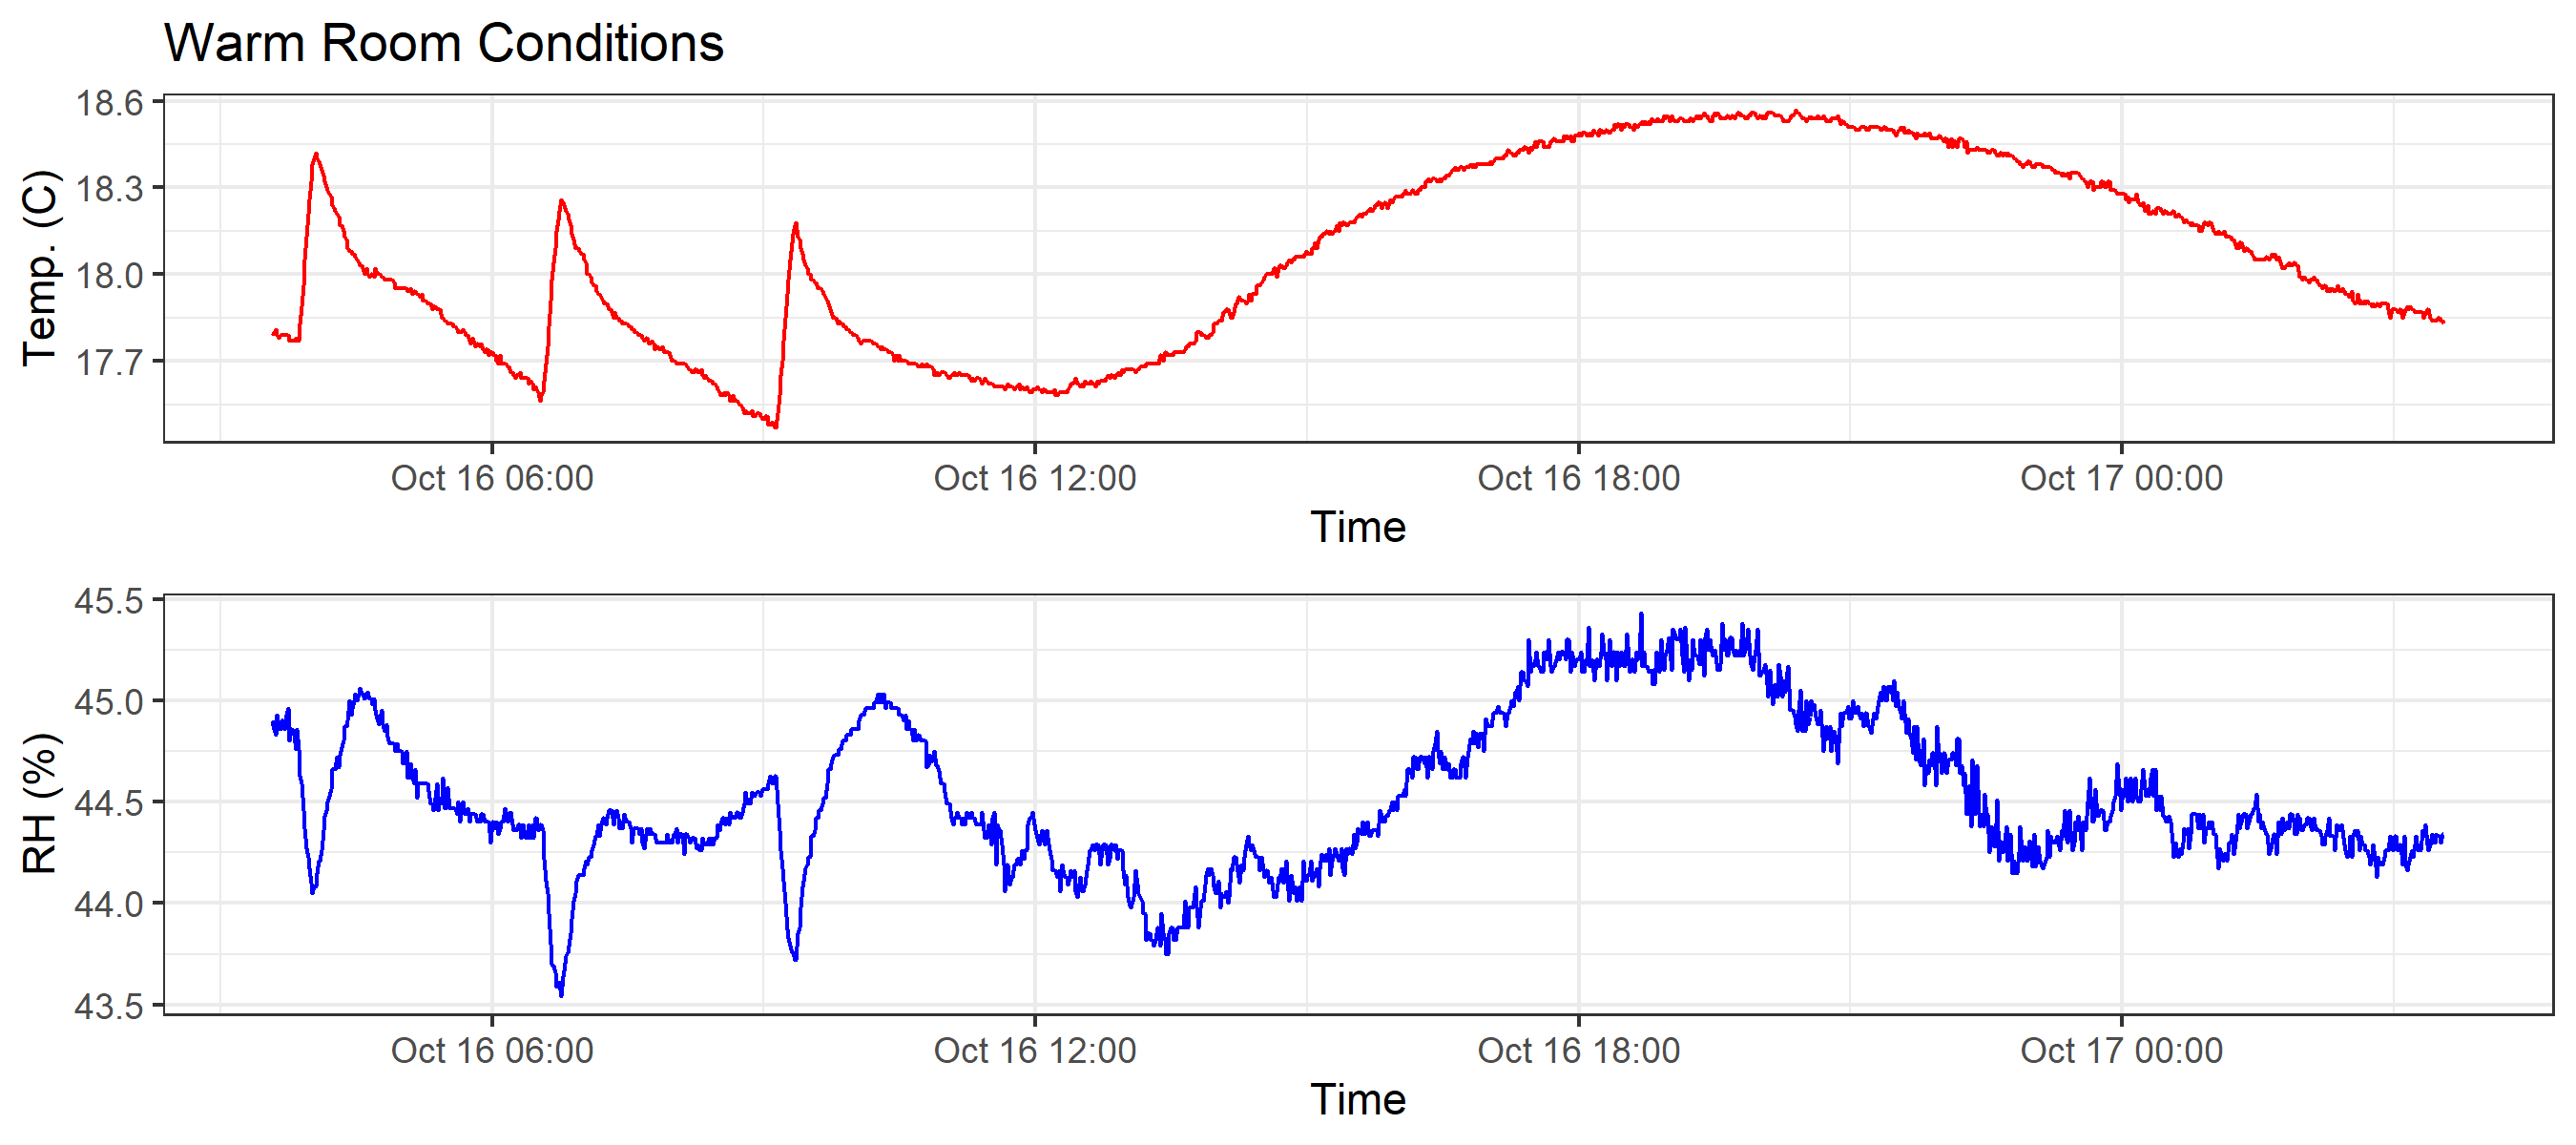 Warm Room Conditions
Temp. (C)
18.6
18.3
18.0
17.7
Oct 16 06:00 Oct 16 12:00 Oct 16 18:00 Oct 17 00:00
Time
RH (%)
45.5
45.0
44.5
44.0
43.5
Oct 16 06:00 Oct 16 12:00 Oct 16 18:00 Oct 17 00:00
Time